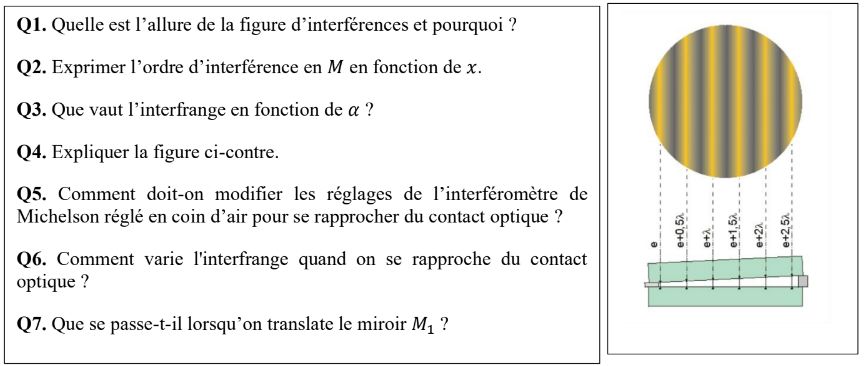 Q1. Quelle est l’allure de la figure d’interférences et pourquoi ?
Q2. Exprimer l’ordre d’interférence en M en fonction de x.
Q3. Que vaut l’interfrange en fonction de α ?
Q4. Expliquer la figure ci-contre.
Q5. Comment doit-on modifier les réglages de l’interféromètre de
Michelson réglé en coin d’air pour se rapprocher du contact optique ?
Q6. Comment varie l'interfrange quand on se rapproche du contact
optique ?
Q7. Que se passe-t-il lorsqu’on translate le miroir M₁ ?
e
e+0,5λ
e+λ
e+1,5λ
e+2λ
e+2,5λ